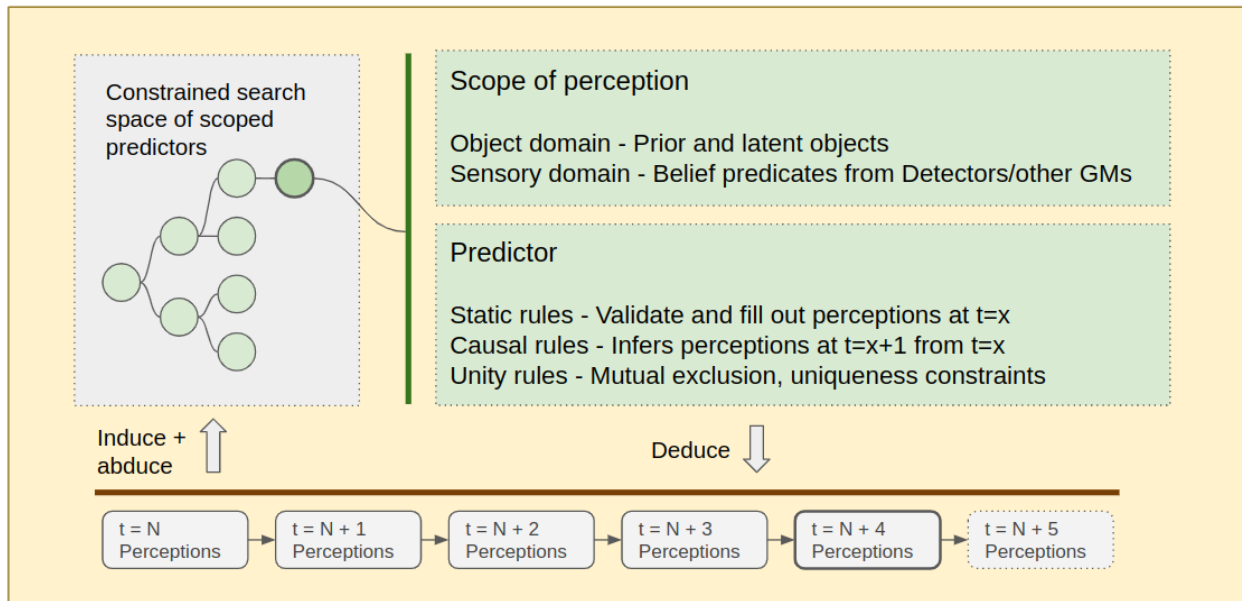 Constrained search
space of scoped
predictors
Scope of perception
Object domain - Prior and latent objects
Sensory domain - Belief predicates from Detectors/other GMs
Predictor
Static rules - Validate and fill out perceptions at t=x
Causal rules - Infers perceptions at t=x+1 from t=x
Unity rules - Mutual exclusion, uniqueness constraints
Induce +
abduce
Deduce
t = N
Perceptions
t = N + 1
Perceptions
t = N + 2
Perceptions
t = N + 3
Perceptions
t = N + 4
Perceptions
t = N + 5
Perceptions